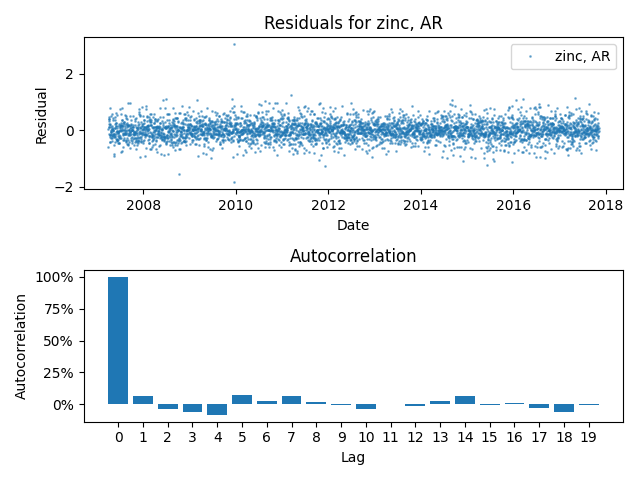 Residuals for zinc, AR
zinc, AR
2
0
−2
Residual
2008 2010 2012 2014 2016 2018
Date
Autocorrelation
100%
75%
50%
25%
0%
Autocorrelation
0 1 2 3 4 5 6 7 8 9 10 11 12 13 14 15 16 17 18 19
Lag